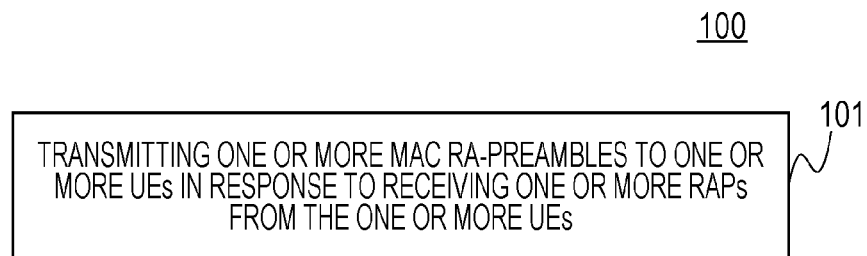 100
101
TRANSMITTING ONE OR MORE MAC RA-PREAMBLES TO ONE OR
MORE UEs IN RESPONSE TO RECEIVING ONE OR MORE RAPs
FROM THE ONE OR MORE UEs